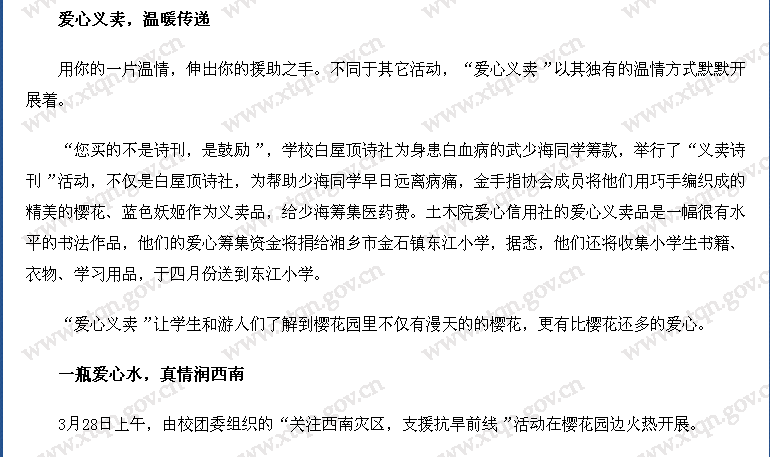 爱心义卖，温暖传递
用你的一片温情，伸出你的援助之手。不同于其它活动，“爱心义卖”以其独有的温情方式默默开
展着。
“您买的不是诗刊，是鼓励”，学校白屋顶诗社为身患白血病的武少海同学筹款，举行了“义卖诗
刊”活动，不仅是白屋顶诗社，为帮助少海同学早日远离病痛，金手指协会成员将他们用巧手编织成的
精美的樱花、蓝色妖姬作为义卖品，给少海筹集医药费。土木院爱心信用社的爱心义卖品是一幅很有水
平的书法作品，他们的爱心筹集资金将捐给湘乡市金石镇东江小学，据悉，他们还将收集小学生书籍、
衣物、学习用品，于四月份送到东江小学。
“爱心义卖”让学生和游人们了解到樱花园里不仅有漫天的的樱花，更有比樱花还多的爱心。
一瓶爱心水，真情润西南
3月28日上午，由校团委组织的“关注西南灾区，支援抗旱前线”活动在樱花园边火热开展。
www.xtqn.gov.cn